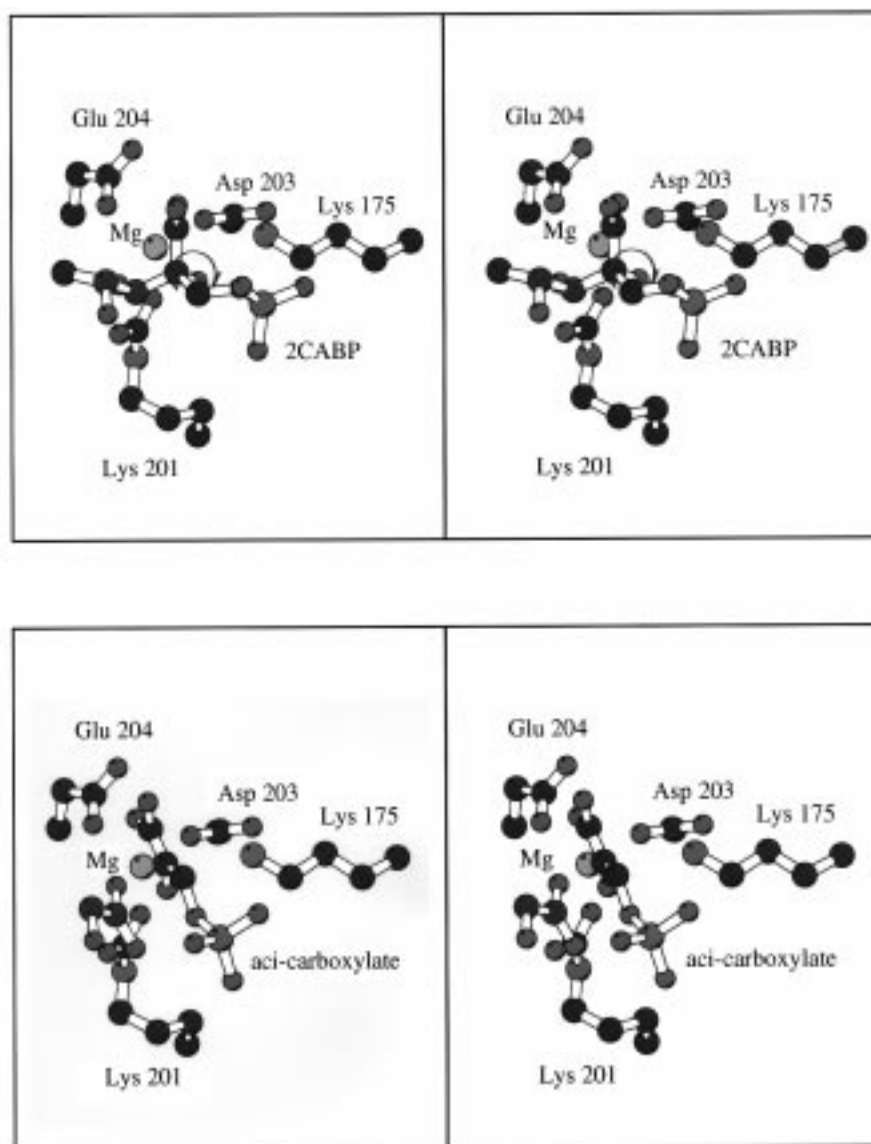 Glu 204
Asp 203
Lys 175
Mg
2CABP
Lys 201
Glu 204
Asp 203
Lys 175
Mg
2CABP
Lys 201
Glu 204
Asp 203
Lys 175
Mg
aci-carboxylate
Lys 201
Glu 204
Asp 203
Lys 175
Mg
aci-carboxylate
Lys 201